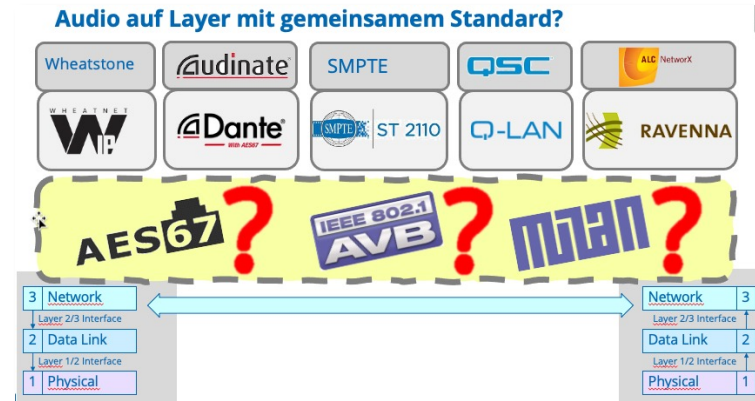 Audio auf Layer mit gemeinsamem Standard?
Wheatstone
Audinate
SMPTE
QSC
ALC NetworX
WHEATNET
IP
Dante®
With AES67
SMPTE
ST 2110
Q-LAN
RAVENNA
AES67 ?
IEEE 802.1
AVB ?
MILAN ?
3 Network
Layer 2/3 Interface
2 Data Link
Layer 1/2 Interface
1 Physical
Network 3
Layer 2/3 Interface
Data Link 2
Layer 1/2 Interface
Physical 1